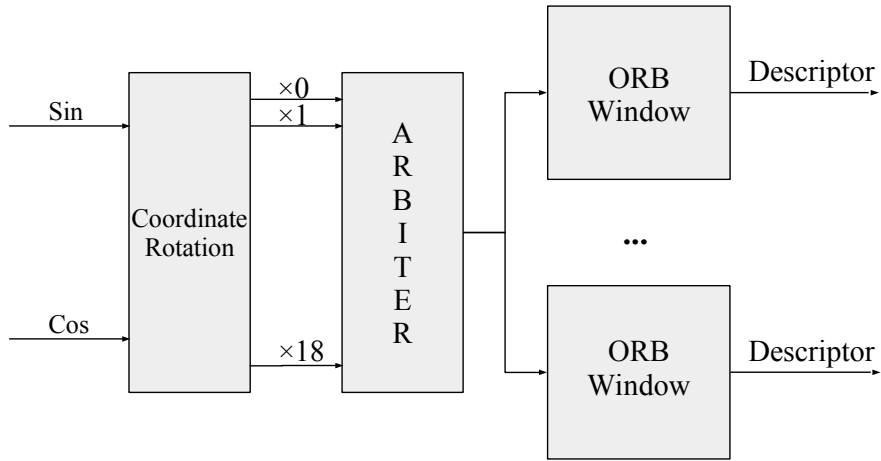 Sin
Cos
Coordinate
Rotation
×0
×1
×18
A
R
B
I
T
E
R
ORB
Window
Descriptor
...
ORB
Window
Descriptor